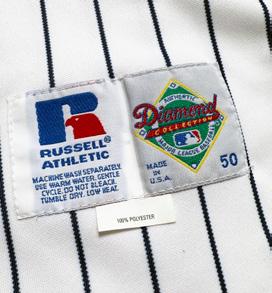 R
RUSSELL®
ATHLETIC
MACHINE WASH SEPARATELY.
USE WARM WATER, GENTLE
CYCLE. DO NOT BLEACH.
TUMBLE DRY, LOW HEAT.
AUTHENTIC
Diamond
COLLECTION
MAJOR LEAGUE BASEBALL
MADE
IN
U.S.A.
50
100% POLYESTER